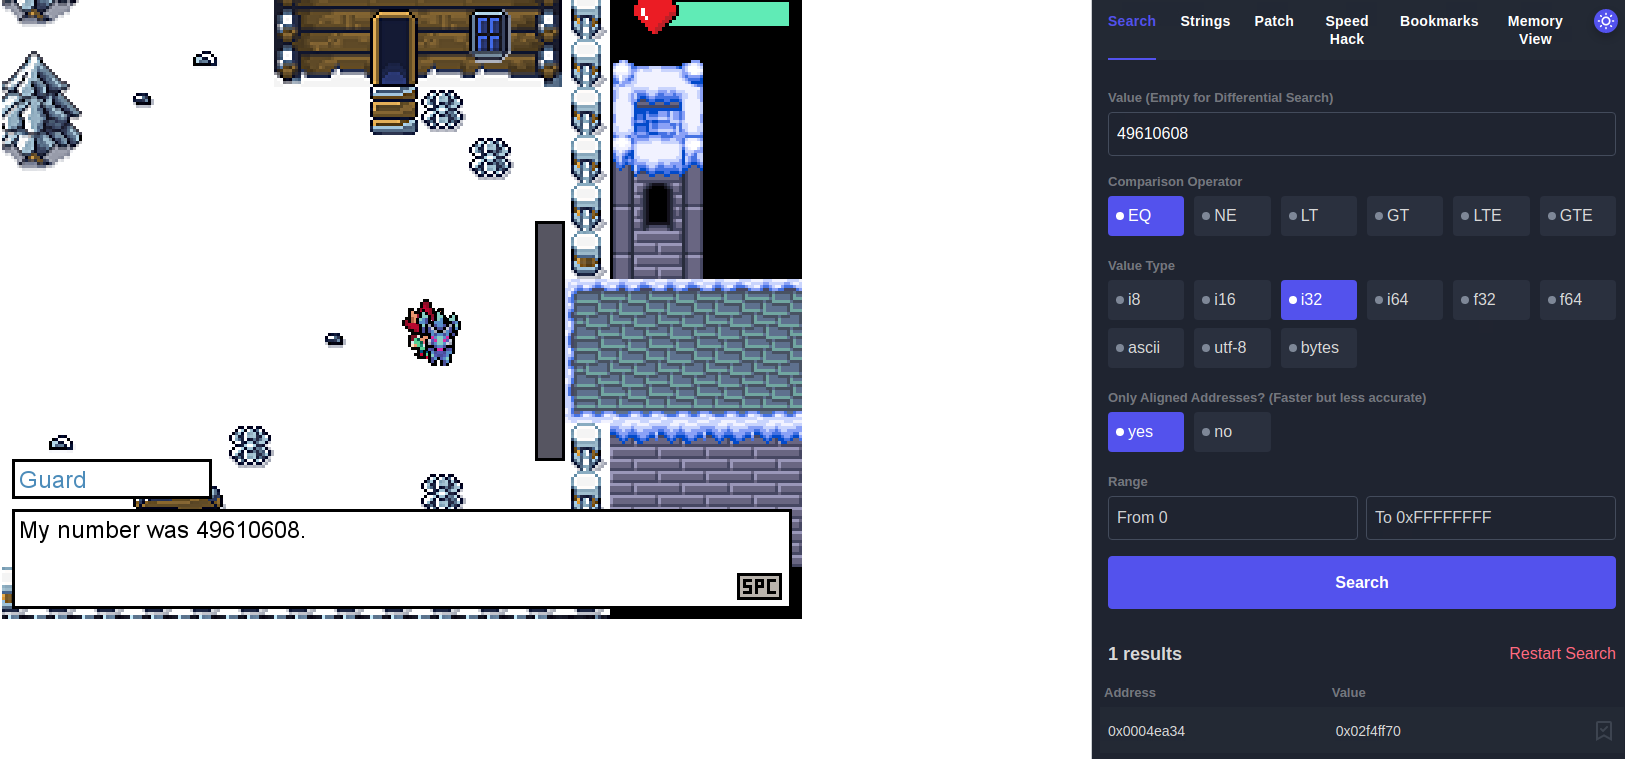 Guard
My number was 49610608.
SPC
Search
Strings
Patch
Speed
Hack
Bookmarks
Memory
View
Value (Empty for Differential Search)
49610608
Comparison Operator
EQ
NE
LT
GT
LTE
GTE
Value Type
i8
i16
i32
i64
f32
f64
ascii
utf-8
bytes
Only Aligned Addresses? (Faster but less accurate)
yes
no
Range
From 0
To 0xFFFFFFFF
Search
1 results
Restart Search
Address
Value
0x0004ea34
0x02f4ff70